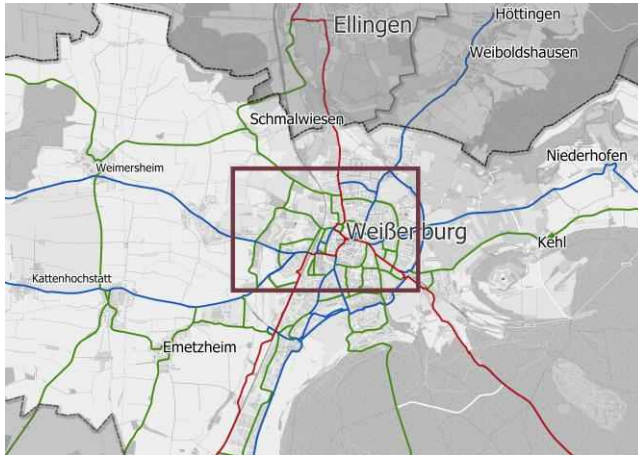 Höttingen
Ellingen
Weiboldshausen
Schmalwiesen
Niederhofen
Weimersheim
Weißenburg
Kehl
Kattenhochstatt
Emetzheim